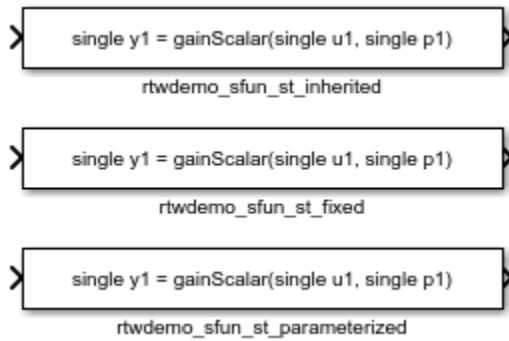 single y1 = gainScalar(single u1, single p1)
rtwdemo_sfun_st_inherited
single y1 = gainScalar(single u1, single p1)
rtwdemo_sfun_st_fixed
single y1 = gainScalar(single u1, single p1)
rtwdemo_sfun_st_parameterized